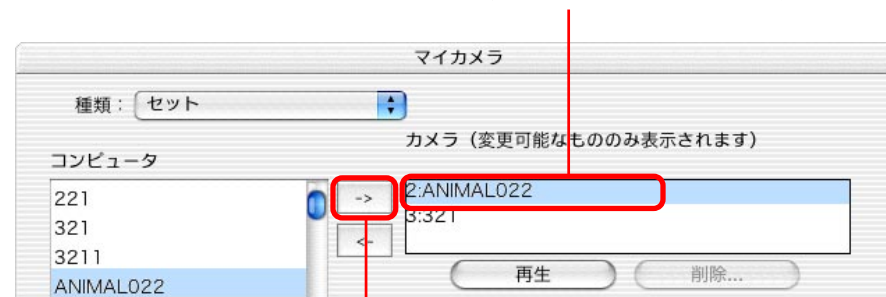 マイカメラ
種類： セット
カメラ（変更可能なもののみ表示されます）
コンピュータ
221
321
3211
ANIMAL022
->
<-
2:ANIMAL022
3:321
再生
削除...